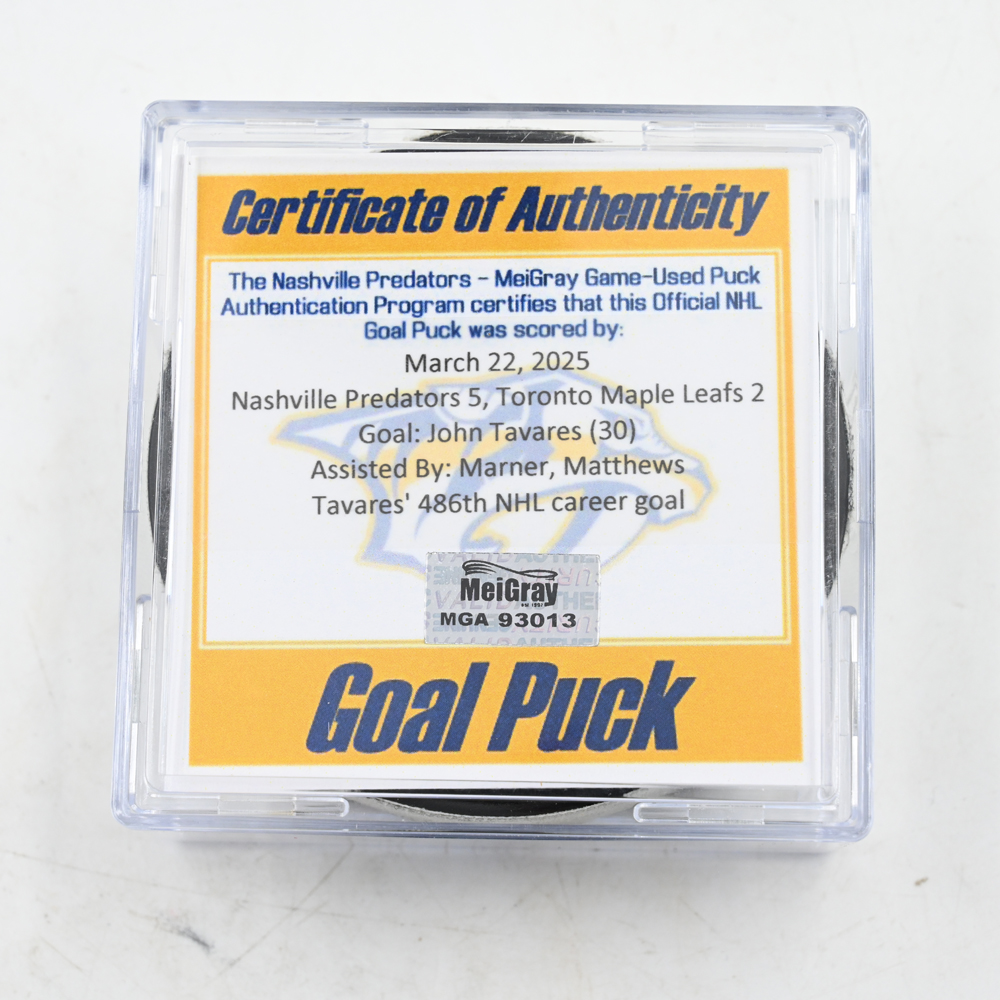 Certificate of Authenticity
The Nashville Predators - MeiGray Game-Used Puck
Authentication Program certifies that this Official NHL
Goal Puck was scored by:
March 22, 2025
Nashville Predators 5, Toronto Maple Leafs 2
Goal: John Tavares (30)
Assisted By: Marner, Matthews
Tavares' 486th NHL career goal
MeiGray
MGA 93013
Goal Puck